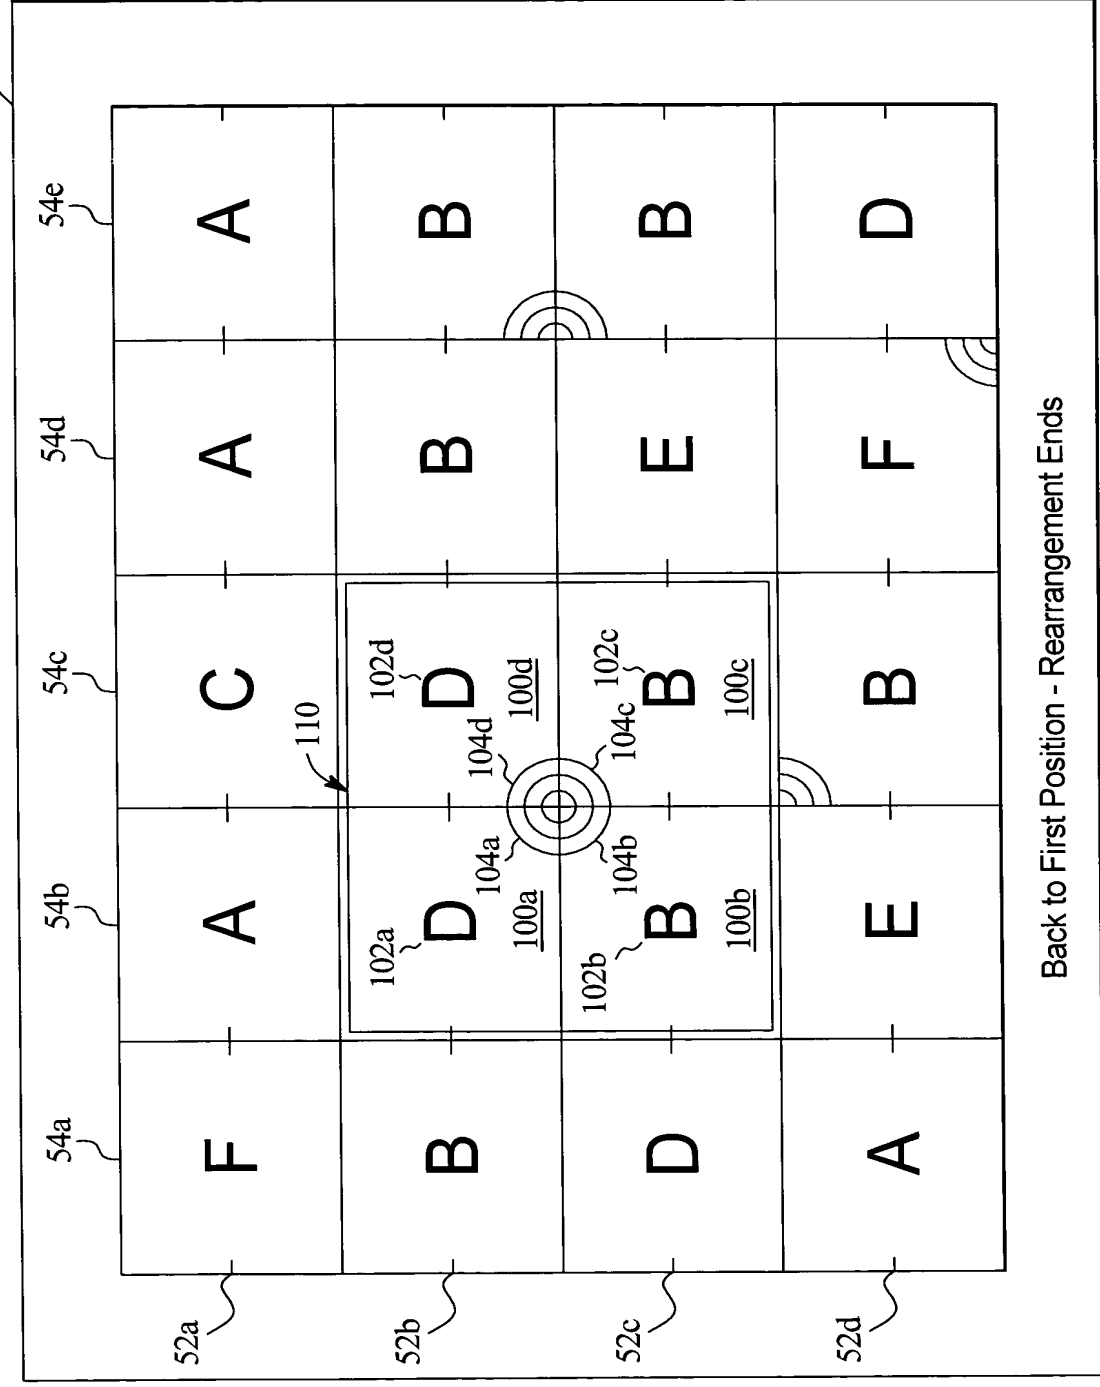 54a 54b 54c 54d 54e
52a F A C A A
110
102a 102d
52b B D D B B
104a 104d
100a 100d
102b 102c
52c D B B E B
104b 104c
100b 100c
52d A E B F D
Back to First Position - Rearrangement Ends